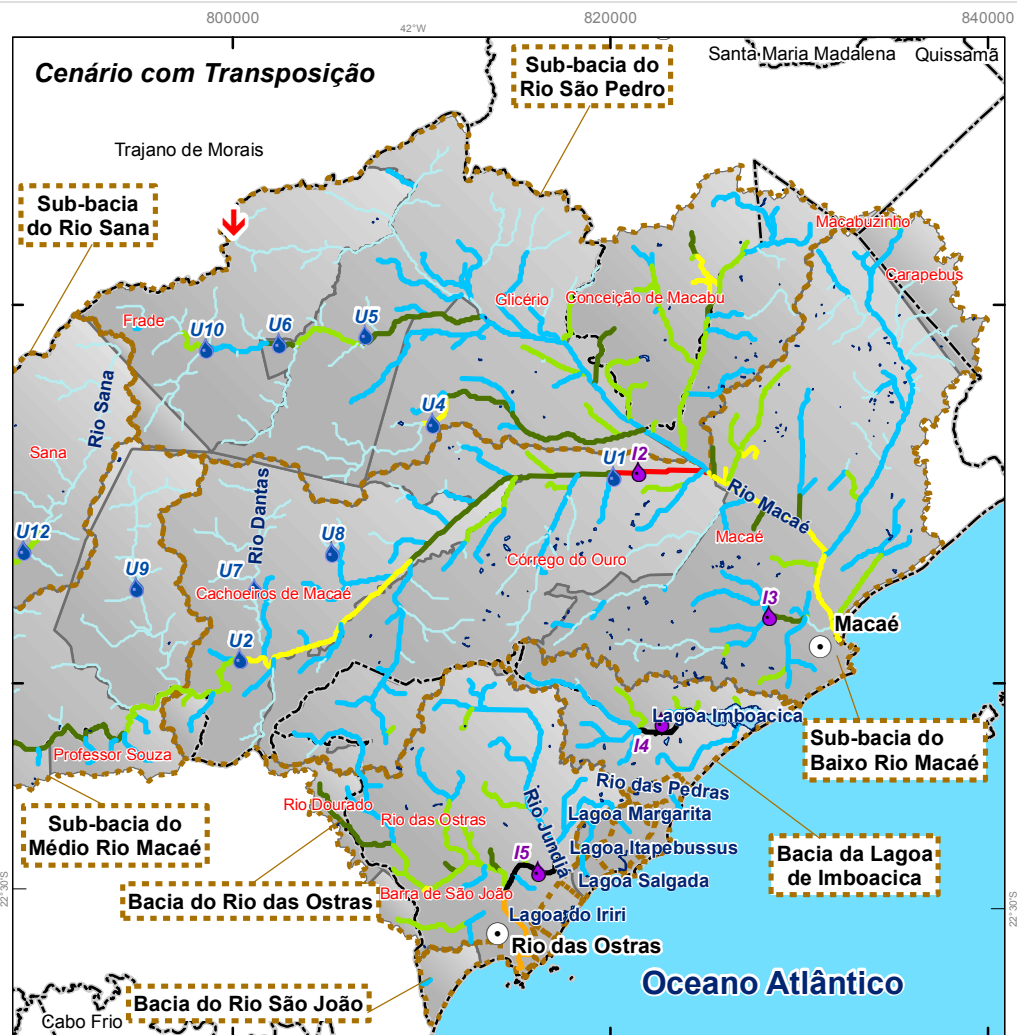 800000
820000
840000
42°W
Cenário com Transposição
Sub-bacia do
Rio São Pedro
Santa Maria Madalena
Quissamã
Trajano de Morais
Sub-bacia
do Rio Sana
Macabuzinho
Carapebus
Frade
U10
U6
U5
Glicério
Conceição de Macabu
Rio Sana
U4
Sana
U1
I2
Rio Dantas
Rio Macaé
U12
U8
Macaé
Córrego do Ouro
U9
U7
Cachoeiros de Macaé
I3
Macaé
U2
Lagoa Imboacica
I4
Professor Souza
Sub-bacia do
Baixo Rio Macaé
Rio das Pedras
Sub-bacia do
Médio Rio Macaé
Rio Dourado
Rio das Ostras
Rio Jundiá
Lagoa Margarita
Lagoa Itapebussus
I5
Bacia da Lagoa
de Imboacica
Lagoa Salgada
22°30'S
Bacia do Rio das Ostras
Barra de São João
Lagoa do Iriri
22°30'S
Rio das Ostras
Oceano Atlântico
Bacia do Rio São João
Cabo Frio